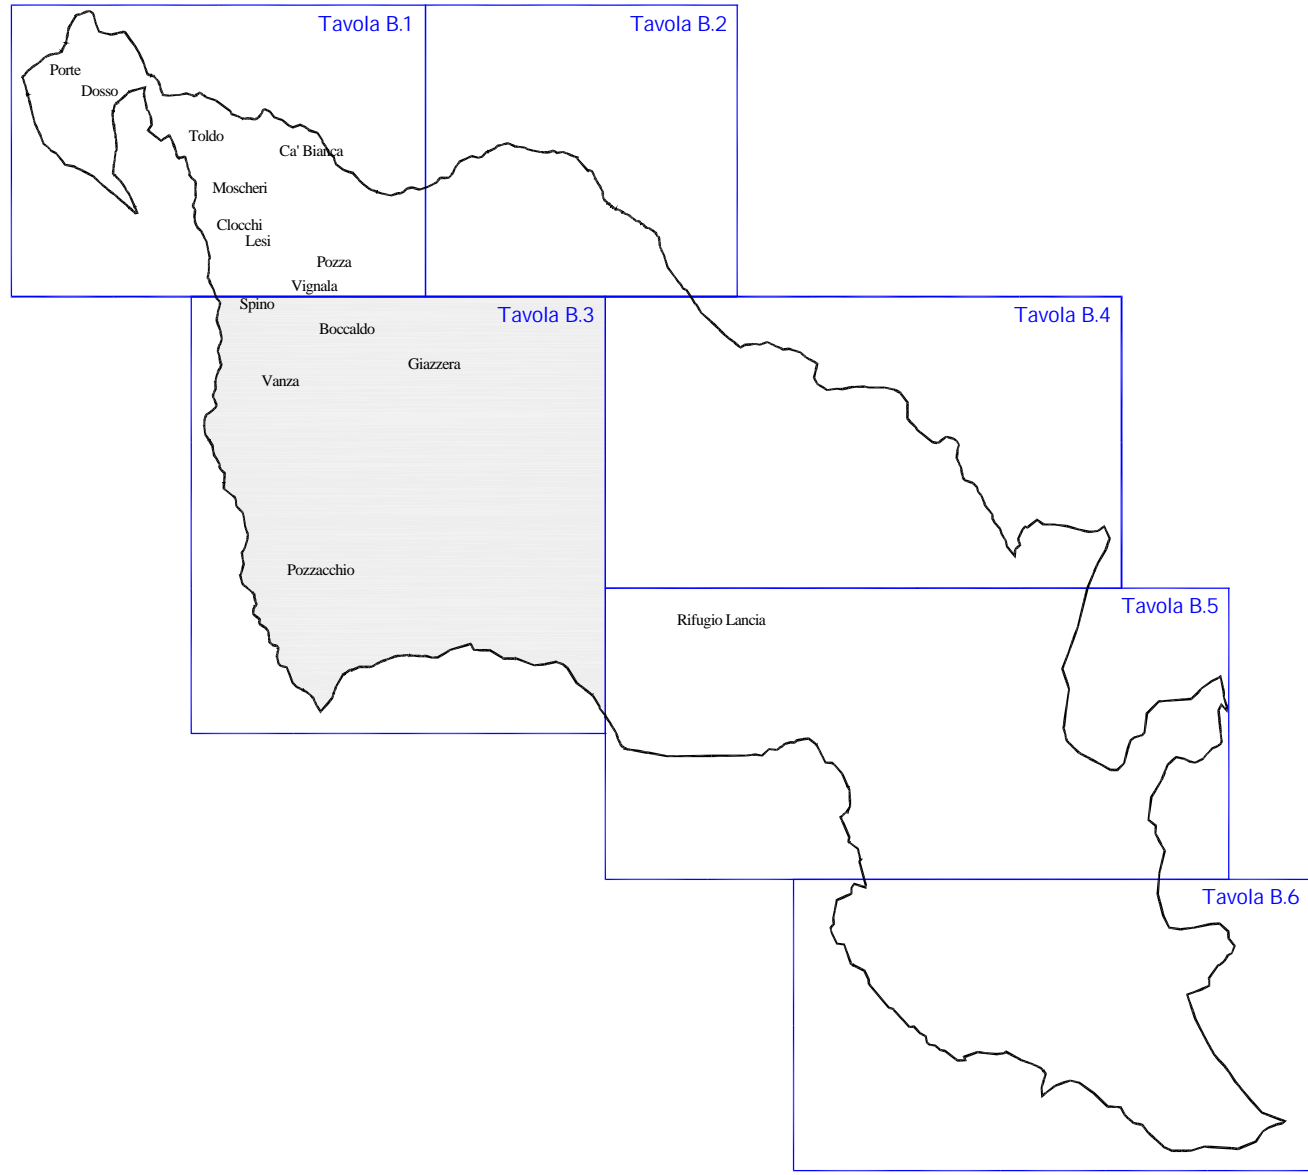 Tavola B.1
Tavola B.2
Porte
Dosso
Toldo
Ca' Bianca
Moscheri
Clocchi
Lesi
Pozza
Vignala
Spino
Tavola B.3
Tavola B.4
Boccaldo
Giazzera
Vanza
Pozzacchio
Tavola B.5
Rifugio Lancia
Tavola B.6